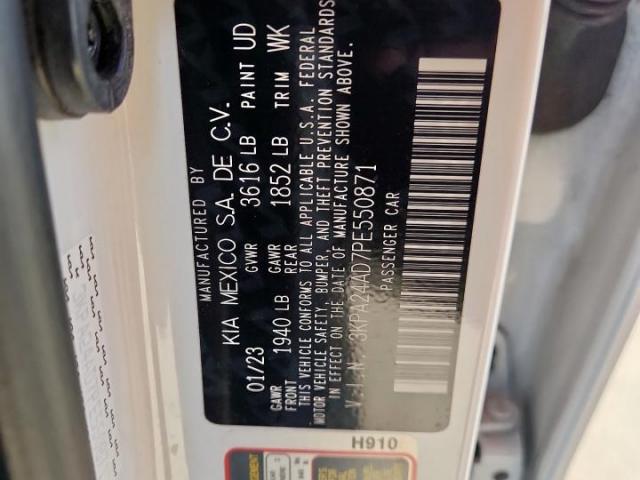 MANUFACTURED BY
KIA MEXICO S.A. DE C.V.
01/23 GVWR 3616 LB PAINT UD
GAWR FRONT 1940 LB GAWR REAR 1852 LB TRIM WK
THIS VEHICLE CONFORMS TO ALL APPLICABLE U.S.A. FEDERAL
MOTOR VEHICLE SAFETY, BUMPER, AND THEFT PREVENTION STANDARDS
IN EFFECT ON THE DATE OF MANUFACTURE SHOWN ABOVE.
V.I.N.: 3KPA24AD7PE550871
PASSENGER CAR
H910